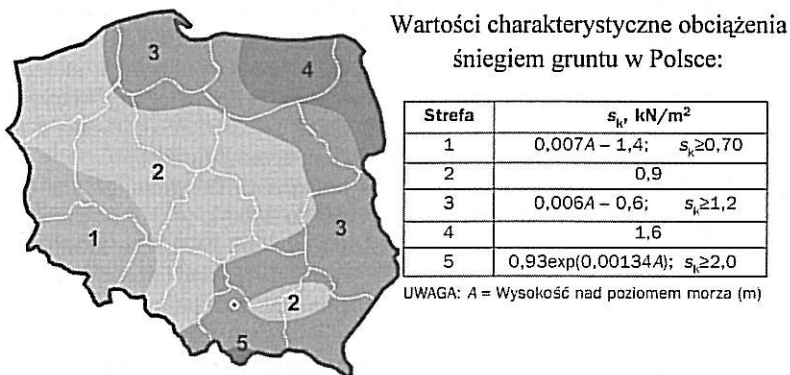 Wartości charakterystyczne obciążenia
śniegiem gruntu w Polsce:
3
4
2
1
3
2
5
Strefa sk, kN/m²
1 0,007A – 1,4; sk≥0,70
2 0,9
3 0,006A – 0,6; sk≥1,2
4 1,6
5 0,93exp(0,00134A); sk≥2,0
UWAGA: A = Wysokość nad poziomem morza (m)